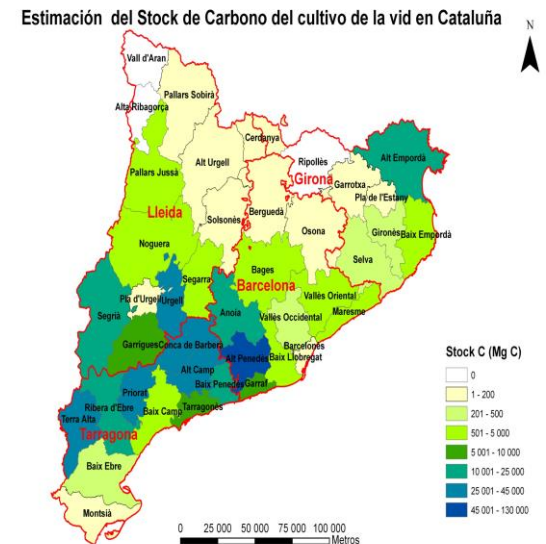 Estimación del Stock de Carbono del cultivo de la vid en Cataluña
N
Vall d'Aran
Pallars Sobirà
Alta Ribagorça
Cerdanya
Ripollès
Alt Empordà
Alt Urgell
Girona
Garrotxa
Pallars Jussà
Pla de l'Estany
Berguedà
Lleida
Solsonès
Osona
Gironès
Baix Empordà
Noguera
Selva
Bages
Segarra
Barcelona
Pla d'Urgell
Urgell
Vallès Oriental
Segrià
Anoia
Maresme
Vallès Occidental
Garrigues
Conca de Barberà
Barcelonès
Alt Penedès
Baix Llobregat
Alt Camp
Priorat
Baix Penedès
Garraf
Ribera d'Ebre
Tarragonès
Terra Alta
Baix Camp
Tarragona
Baix Ebre
Montsià
Stock C (Mg C)
0
1 - 200
201 - 500
501 - 5 000
5 001 - 10 000
10 001 - 25 000
25 001 - 45 000
45 001 - 130 000
0 25 000 50 000 75 000 100 000
Metros